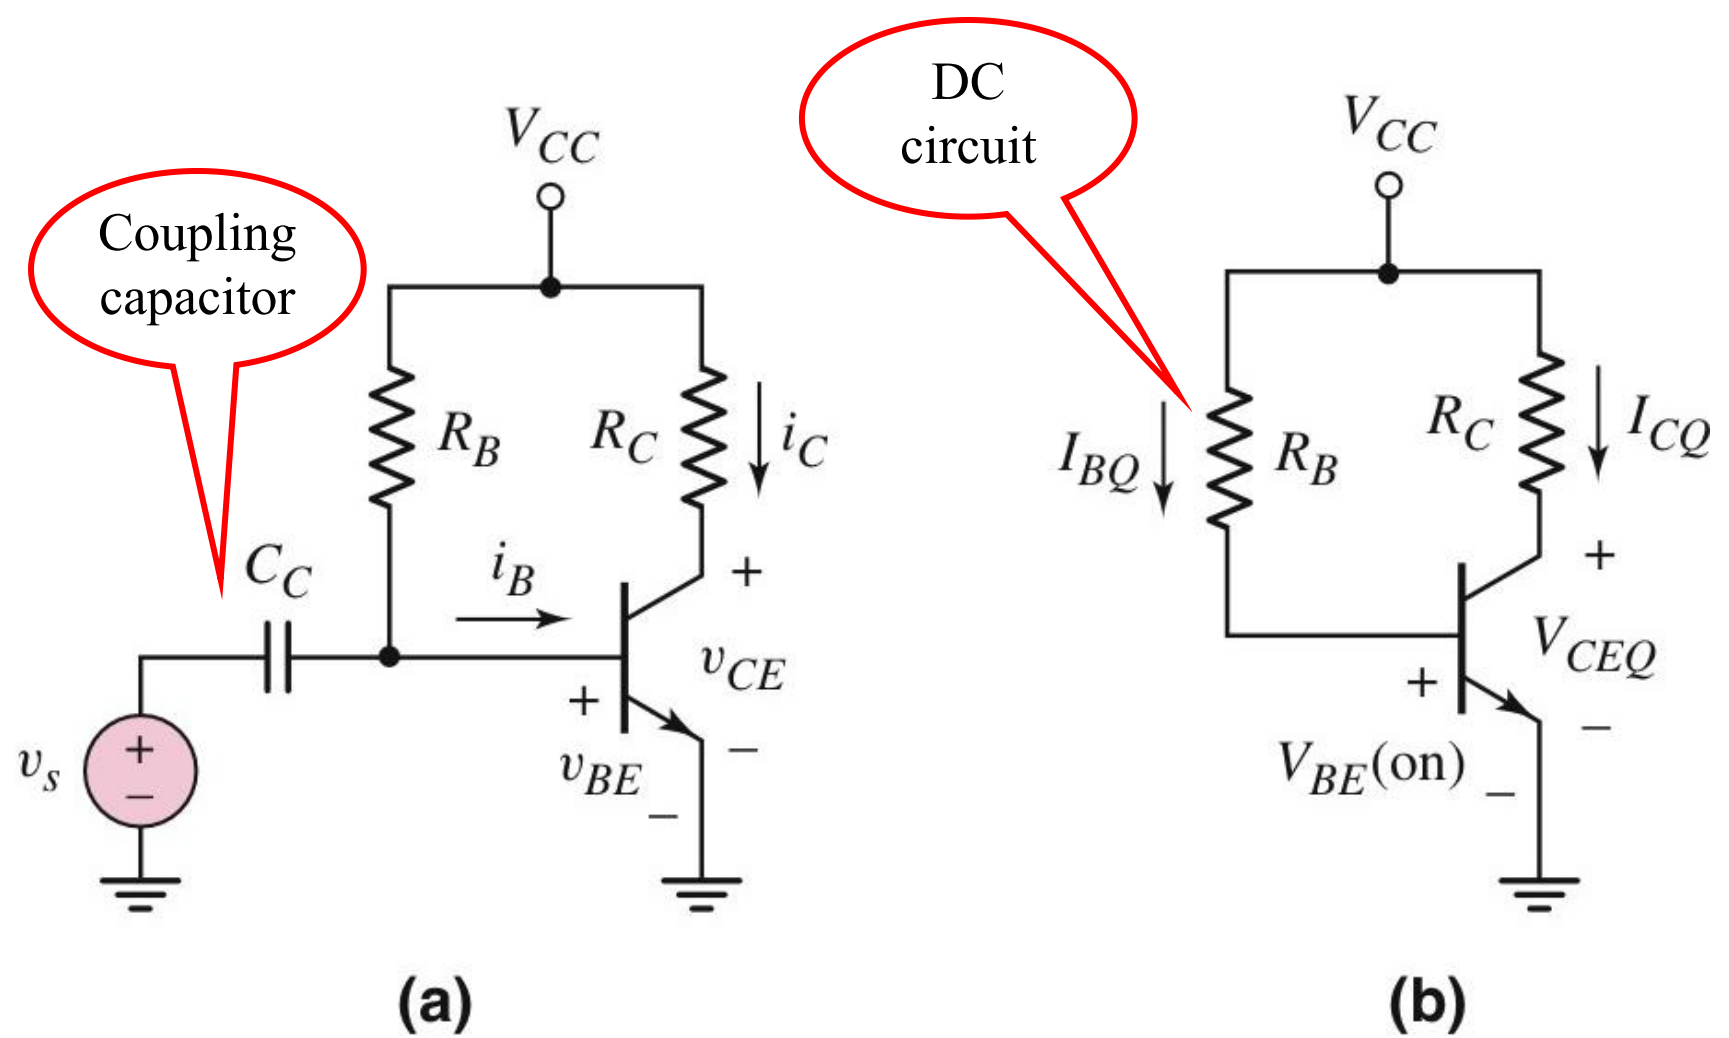 Coupling
capacitor
V_CC
R_B
R_C
i_C
C_C
i_B
+
v_CE
+
v_BE
−
−
v_s
+
−
(a)
DC
circuit
V_CC
I_BQ
R_B
R_C
I_CQ
+
V_CEQ
+
−
V_BE(on)
−
(b)